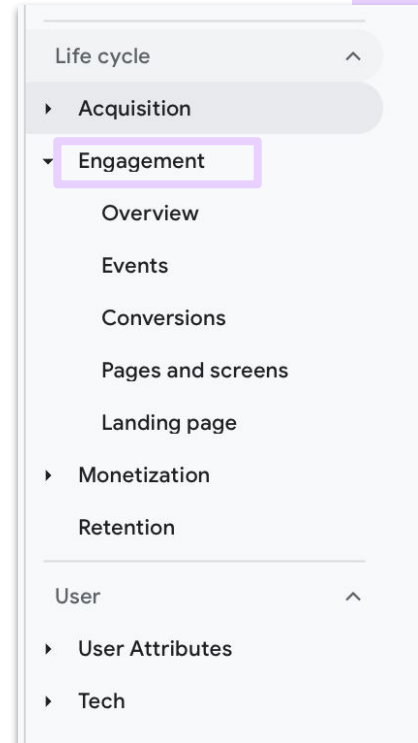 Life cycle
Acquisition
Engagement
Overview
Events
Conversions
Pages and screens
Landing page
Monetization
Retention
User
User Attributes
Tech